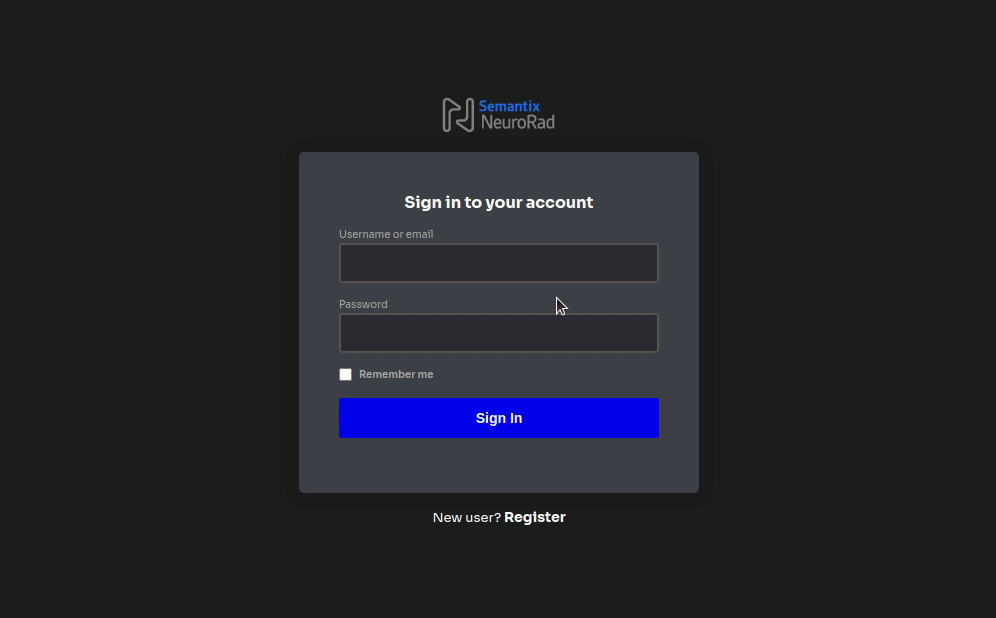 Semantix
NeuroRad
Sign in to your account
Username or email
Password
Remember me
Sign In
New user? Register